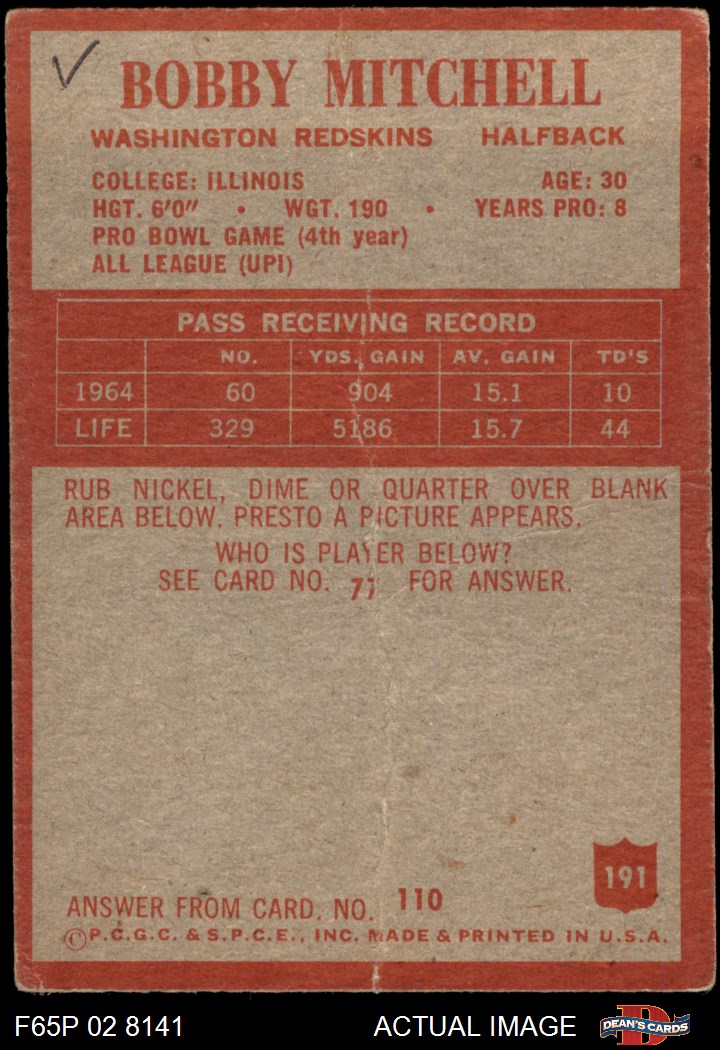 BOBBY MITCHELL
WASHINGTON REDSKINS HALFBACK
COLLEGE: ILLINOIS AGE: 30
HGT. 6'0" • WGT. 190 • YEARS PRO: 8
PRO BOWL GAME (4th year)
ALL LEAGUE (UPI)
PASS RECEIVING RECORD
NO. YDS. GAIN AV. GAIN TD'S
1964 60 904 15.1 10
LIFE 329 5186 15.7 44
RUB NICKEL, DIME OR QUARTER OVER BLANK
AREA BELOW. PRESTO A PICTURE APPEARS.
WHO IS PLAYER BELOW?
SEE CARD NO. 77 FOR ANSWER.
191
ANSWER FROM CARD. NO. 110
©P.C.G.C. & S.P.C.E., INC. MADE & PRINTED IN U.S.A.
F65P 02 8141 ACTUAL IMAGE D DEAN'S CARDS